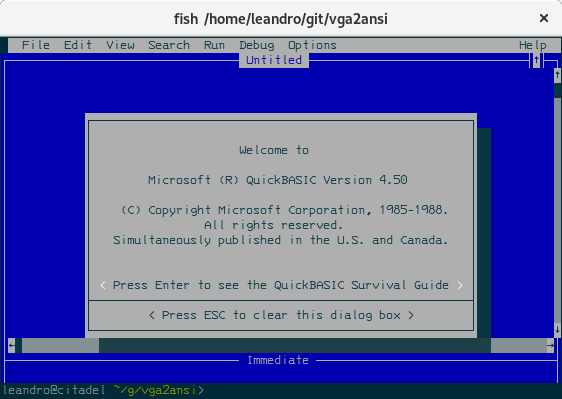 fish /home/leandro/git/vga2ansi
File Edit View Search Run Debug Options Help
Untitled
Welcome to
Microsoft (R) QuickBASIC Version 4.50
(C) Copyright Microsoft Corporation, 1985-1988.
All rights reserved.
Simultaneously published in the U.S. and Canada.
< Press Enter to see the QuickBASIC Survival Guide >
< Press ESC to clear this dialog box >
Immediate
leandro@citadel ~/g/vga2ansi>